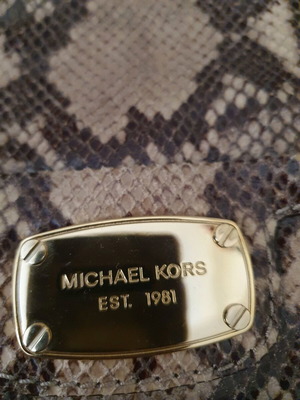 MICHAEL KORS
EST. 1981